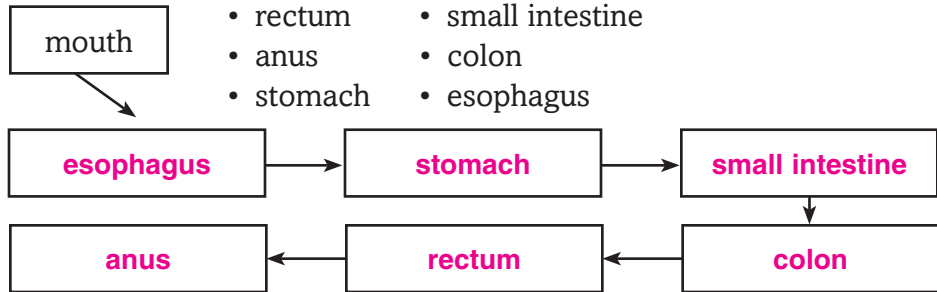 mouth
• rectum
• anus
• stomach
• small intestine
• colon
• esophagus
esophagus
stomach
small intestine
anus
rectum
colon